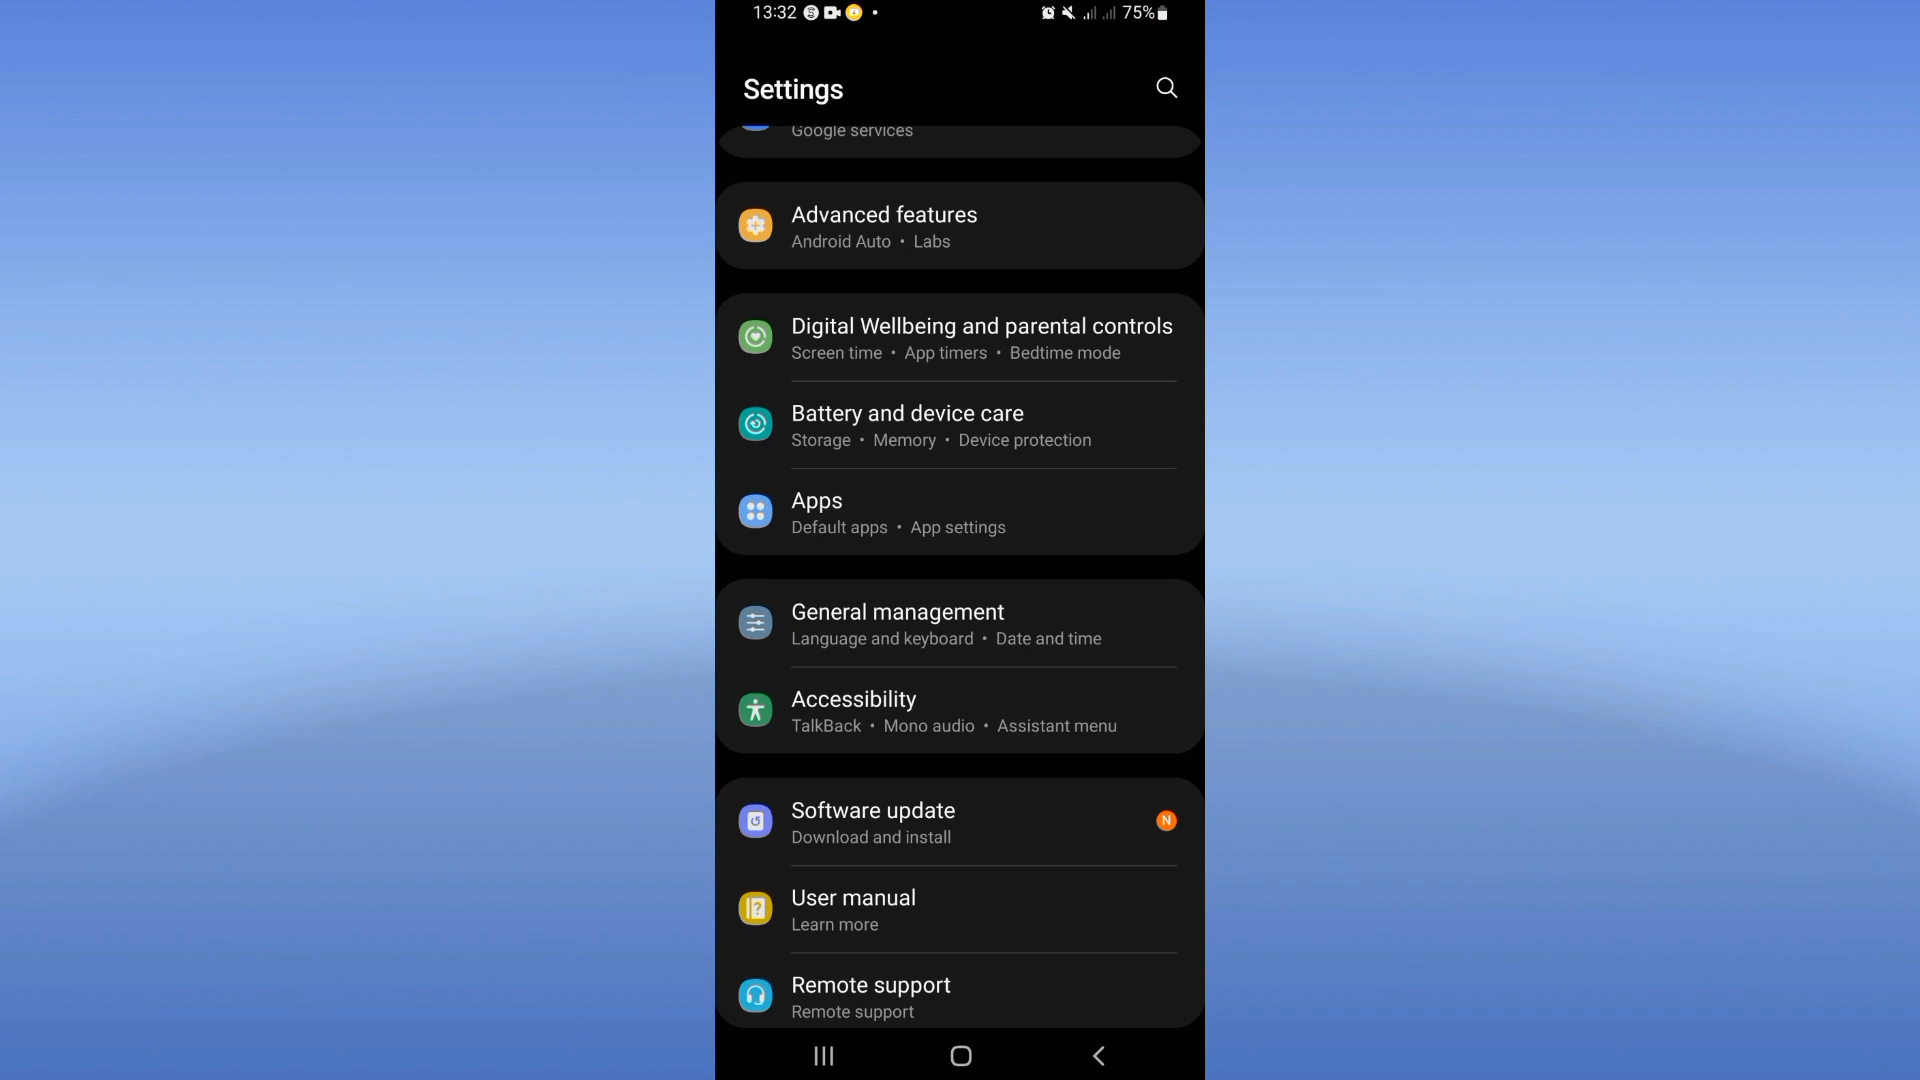 13:32 75%
Settings
Google services
Advanced features
Android Auto • Labs
Digital Wellbeing and parental controls
Screen time • App timers • Bedtime mode
Battery and device care
Storage • Memory • Device protection
Apps
Default apps • App settings
General management
Language and keyboard • Date and time
Accessibility
TalkBack • Mono audio • Assistant menu
Software update N
Download and install
User manual
Learn more
Remote support
Remote support